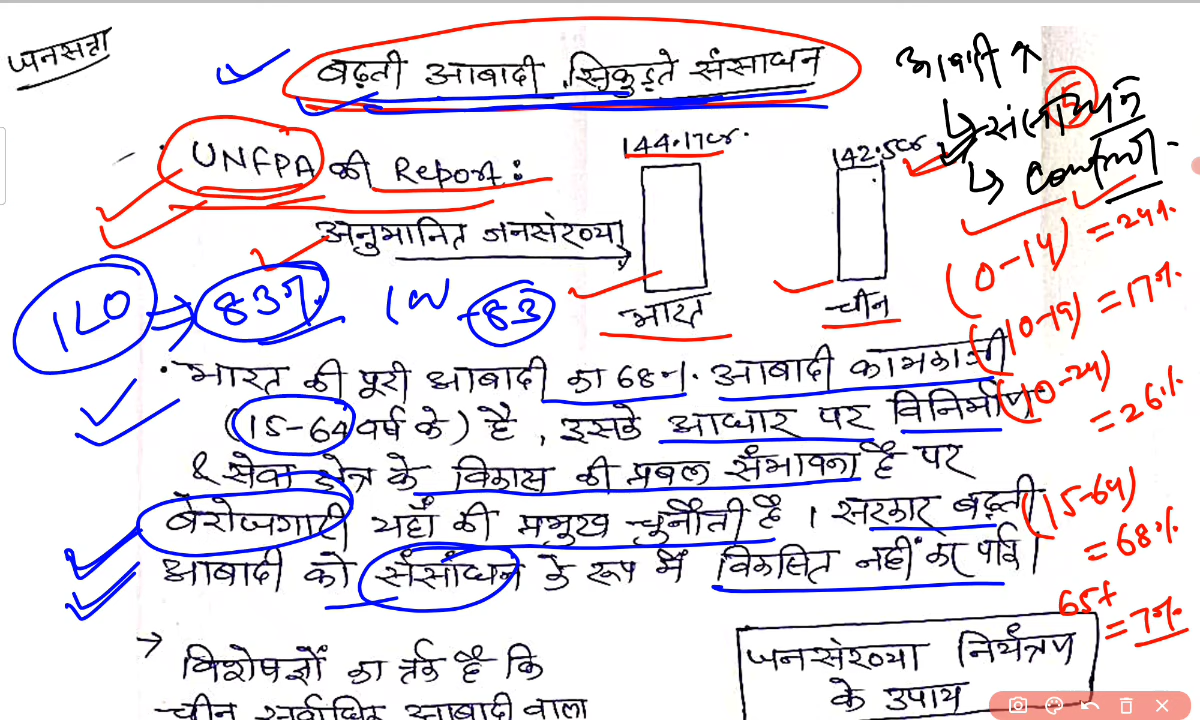 जनसत्ता
बढ़ती आबादी, सिकुड़ते संसाधन
आबादी ↑
↳ संसाधन
↳ control.
5
UNFPA की Report:
144.17cr.
142.5cr
अनुमानित जनसंख्या
भारत
चीन
ILO ⇒ 83%.
83
(0-14) = 24%.
(10-19) = 17%.
(10-24)
= 26%.
(15-64)
= 68%
65+
= 7%.
भारत की पूरी आबादी का 68%. आबादी कामकाजी
(15-64 वर्ष के) है, इसके आधार पर विनिर्माण
& सेवा क्षेत्र के विकास की प्रबल संभावना है पर
बेरोजगारी यहाँ की प्रमुख चुनौती है। सरकार बढ़ती
आबादी को संसाधन के रूप में विकसित नहीं कर पायी।
→ विशेषज्ञों का तर्क है कि
चीन सर्वाधिक आबादी वाला
जनसंख्या नियंत्रण
के उपाय